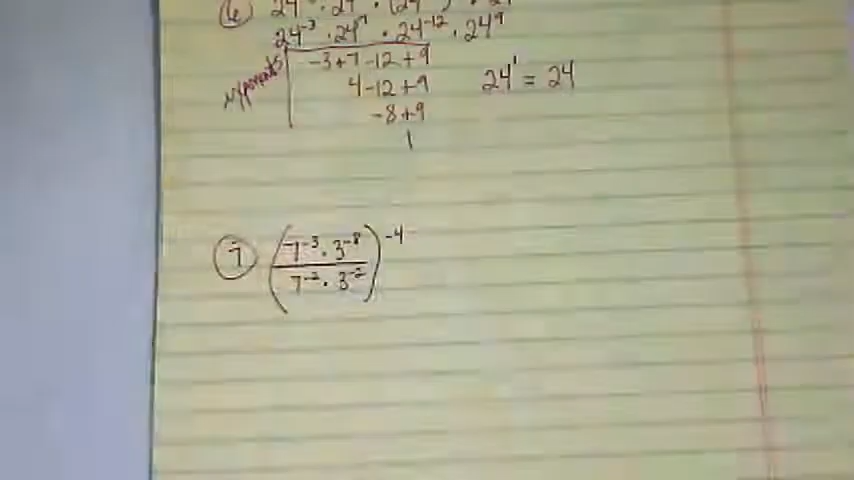 6
24⁻³ · 24⁷ · 24⁻¹² · 24⁹
exponents
-3+7-12+9
4-12+9
-8+9
1
24¹ = 24
7 (7⁻³ · 3⁻⁸ / 7⁻² · 3⁻²)⁻⁴